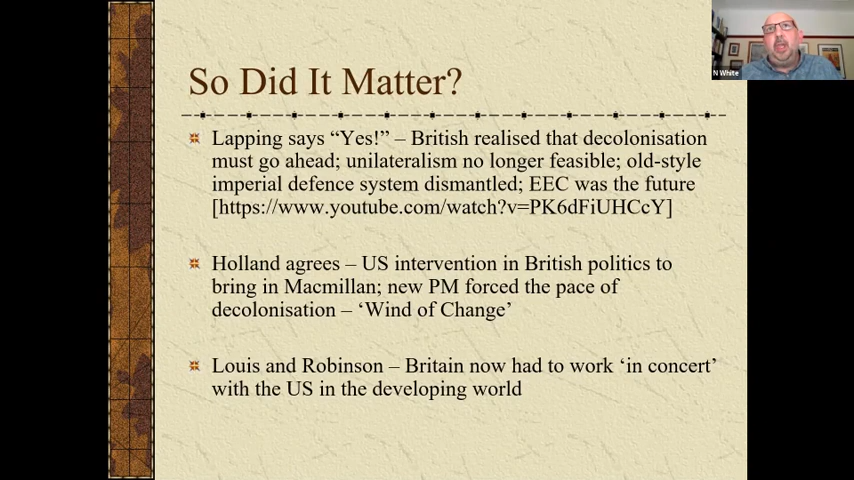 So Did It Matter?
Lapping says “Yes!” – British realised that decolonisation
must go ahead; unilateralism no longer feasible; old-style
imperial defence system dismantled; EEC was the future
[https://www.youtube.com/watch?v=PK6dFiUHCcY]
Holland agrees – US intervention in British politics to
bring in Macmillan; new PM forced the pace of
decolonisation – ‘Wind of Change’
Louis and Robinson – Britain now had to work ‘in concert’
with the US in the developing world
N White